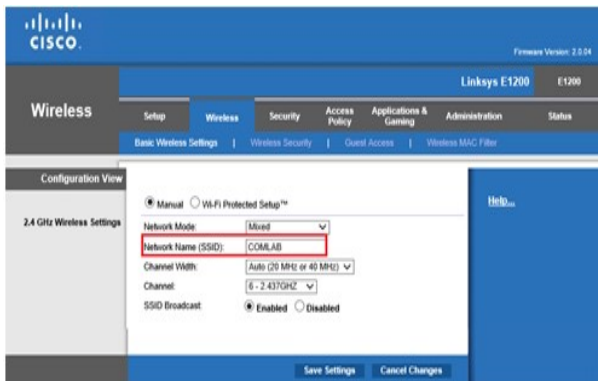 CISCO.
Firmware Version: 2.0.04
Linksys E1200 E1200
Wireless
Setup Wireless Security Access Policy Applications & Gaming Administration Status
Basic Wireless Settings | Wireless Security | Guest Access | Wireless MAC Filter
Configuration View
Manual Wi-Fi Protected Setup™
Help...
2.4 GHz Wireless Settings
Network Mode: Mixed
Network Name (SSID): COMLAB
Channel Width: Auto (20 MHz or 40 MHz)
Channel: 6 - 2.437GHZ
SSID Broadcast: Enabled Disabled
Save Settings Cancel Changes